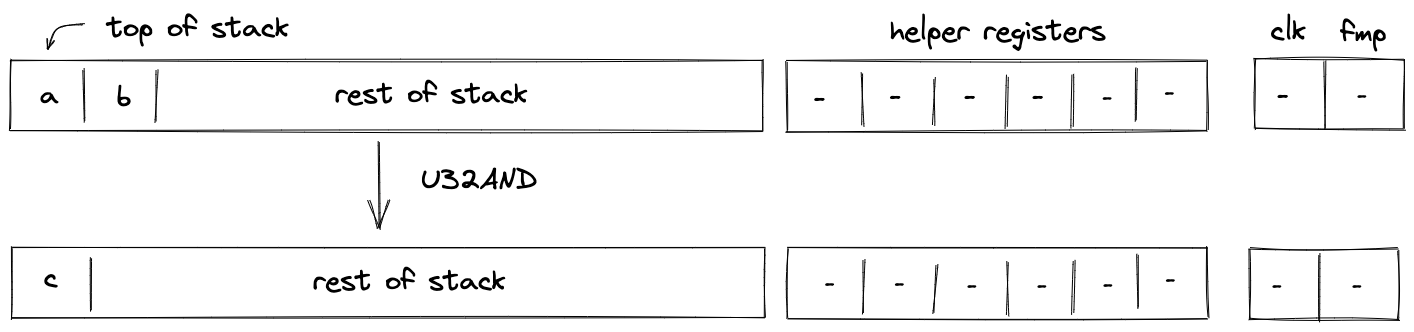 top of stack helper registers clk fmp
a b rest of stack - - - - - - - -
U32AND
c rest of stack - - - - - - - -